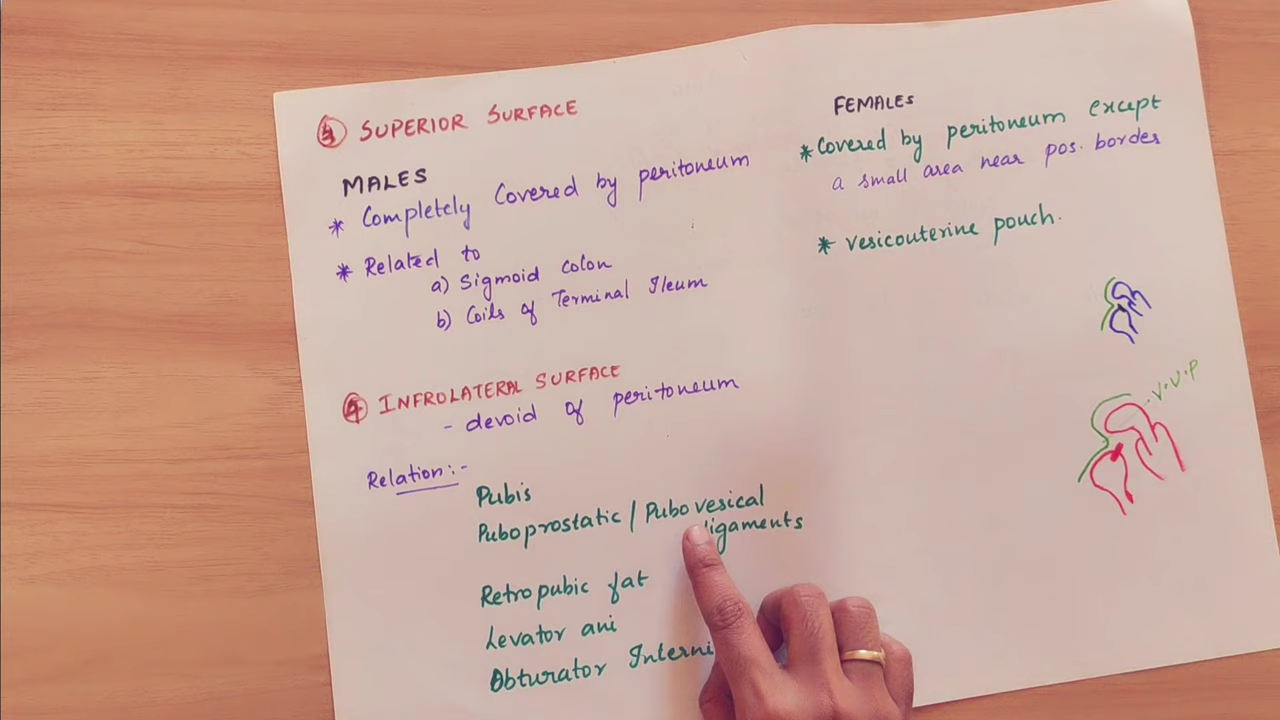 4 SUPERIOR SURFACE
MALES
* Completely Covered by peritoneum
* Related to
a) Sigmoid colon
b) Coils of Terminal Ileum
FEMALES
* Covered by peritoneum except
a small area near pos. border
* vesicouterine pouch.
4 INFROLATERAL SURFACE
- devoid of peritoneum
Relation:-
Pubis
Puboprostatic / Pubovesical
ligaments
Retropubic fat
Levator ani
Obturator Interni
V.V.P